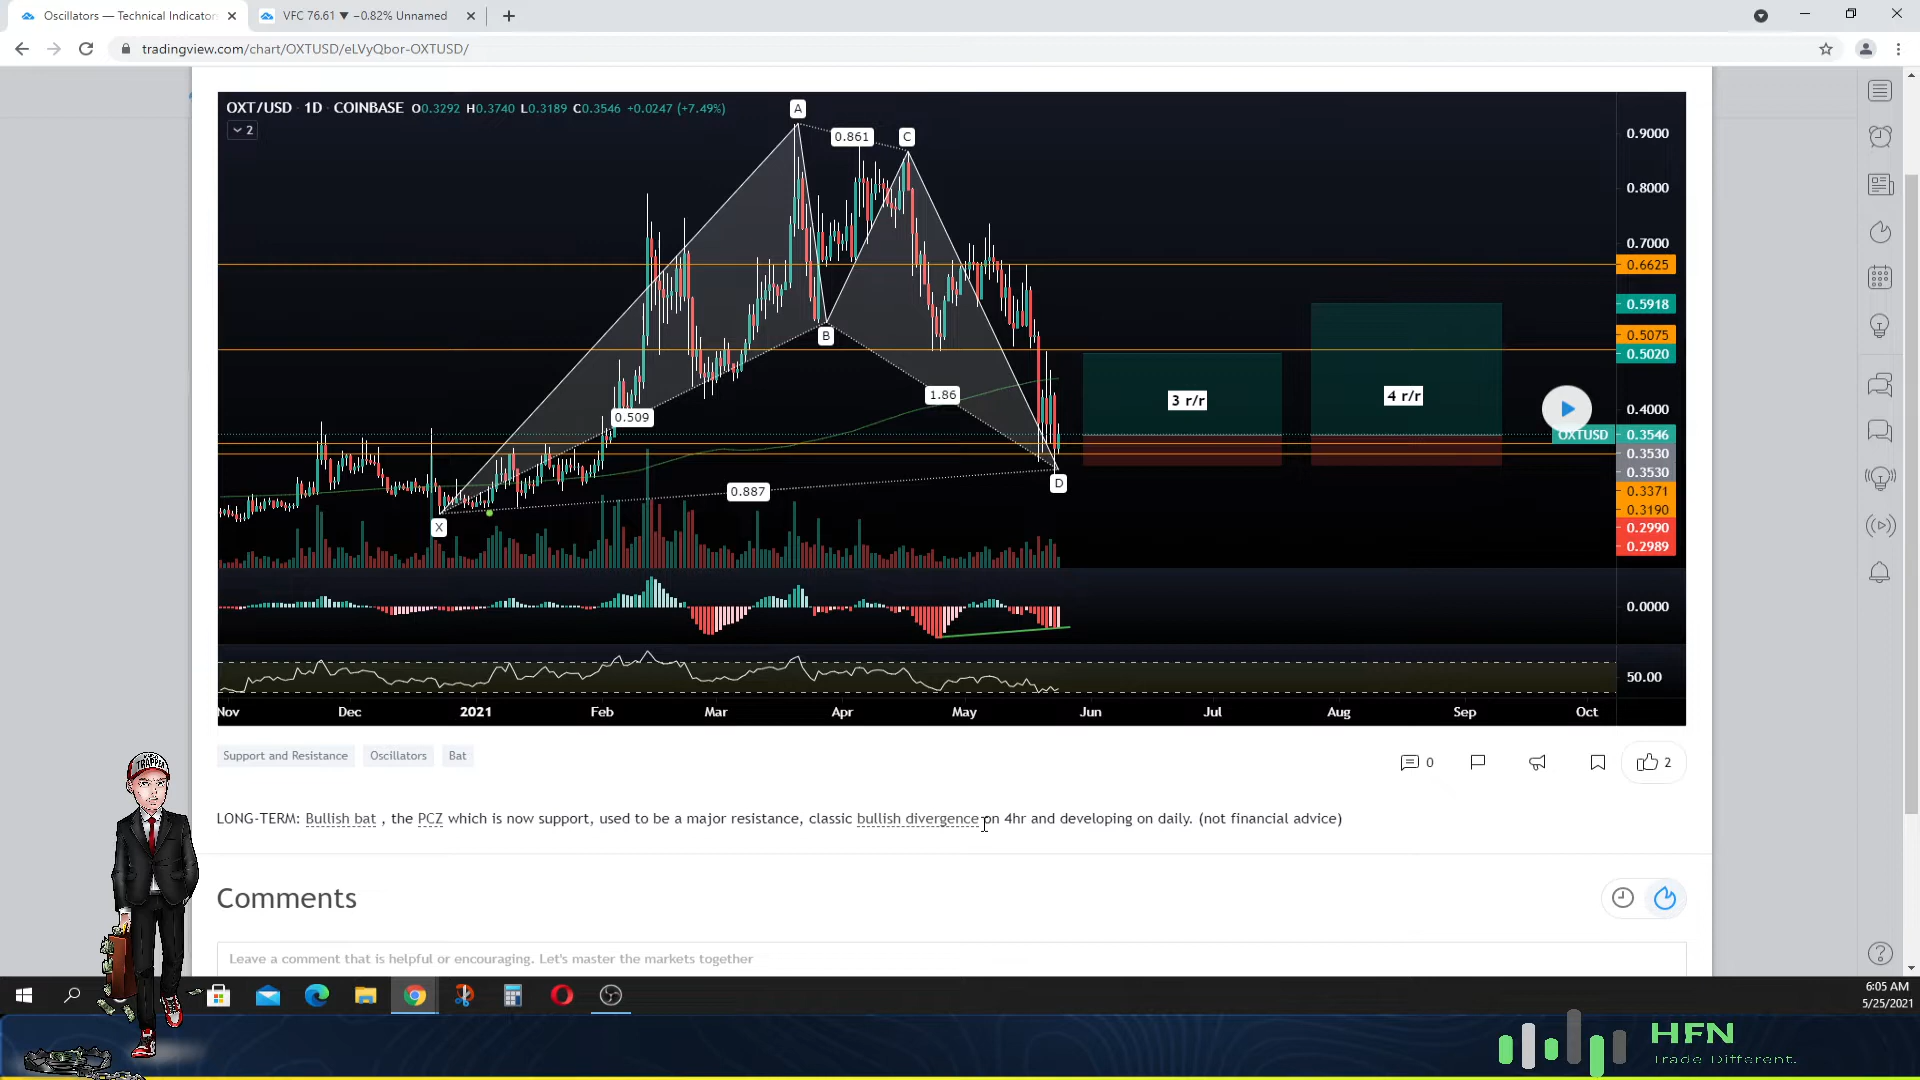 Oscillators — Technical Indicator
VFC 76.61 ▼ −0.82% Unnamed
tradingview.com/chart/OXTUSD/eLVyQbor-OXTUSD/
OXT/USD 1D COINBASE O0.3292 H0.3740 L0.3189 C0.3546 +0.0247 (+7.49%)
2
A
0.861
C
0.9000
0.8000
0.7000
0.6625
0.5918
B
0.5075
0.5020
1.86
3 r/r
4 r/r
0.509
0.4000
OXTUSD 0.3546
0.3530
0.3530
0.887
D
0.3371
0.3190
X
0.2990
0.2989
0.0000
50.00
Nov Dec 2021 Feb Mar Apr May Jun Jul Aug Sep Oct
Support and Resistance Oscillators Bat
0
2
TRAPPER
LONG-TERM: Bullish bat , the PCZ which is now support, used to be a major resistance, classic bullish divergence on 4hr and developing on daily. (not financial advice)
Comments
Leave a comment that is helpful or encouraging. Let's master the markets together
6:05 AM
5/25/2021
HFN
Trade Different.